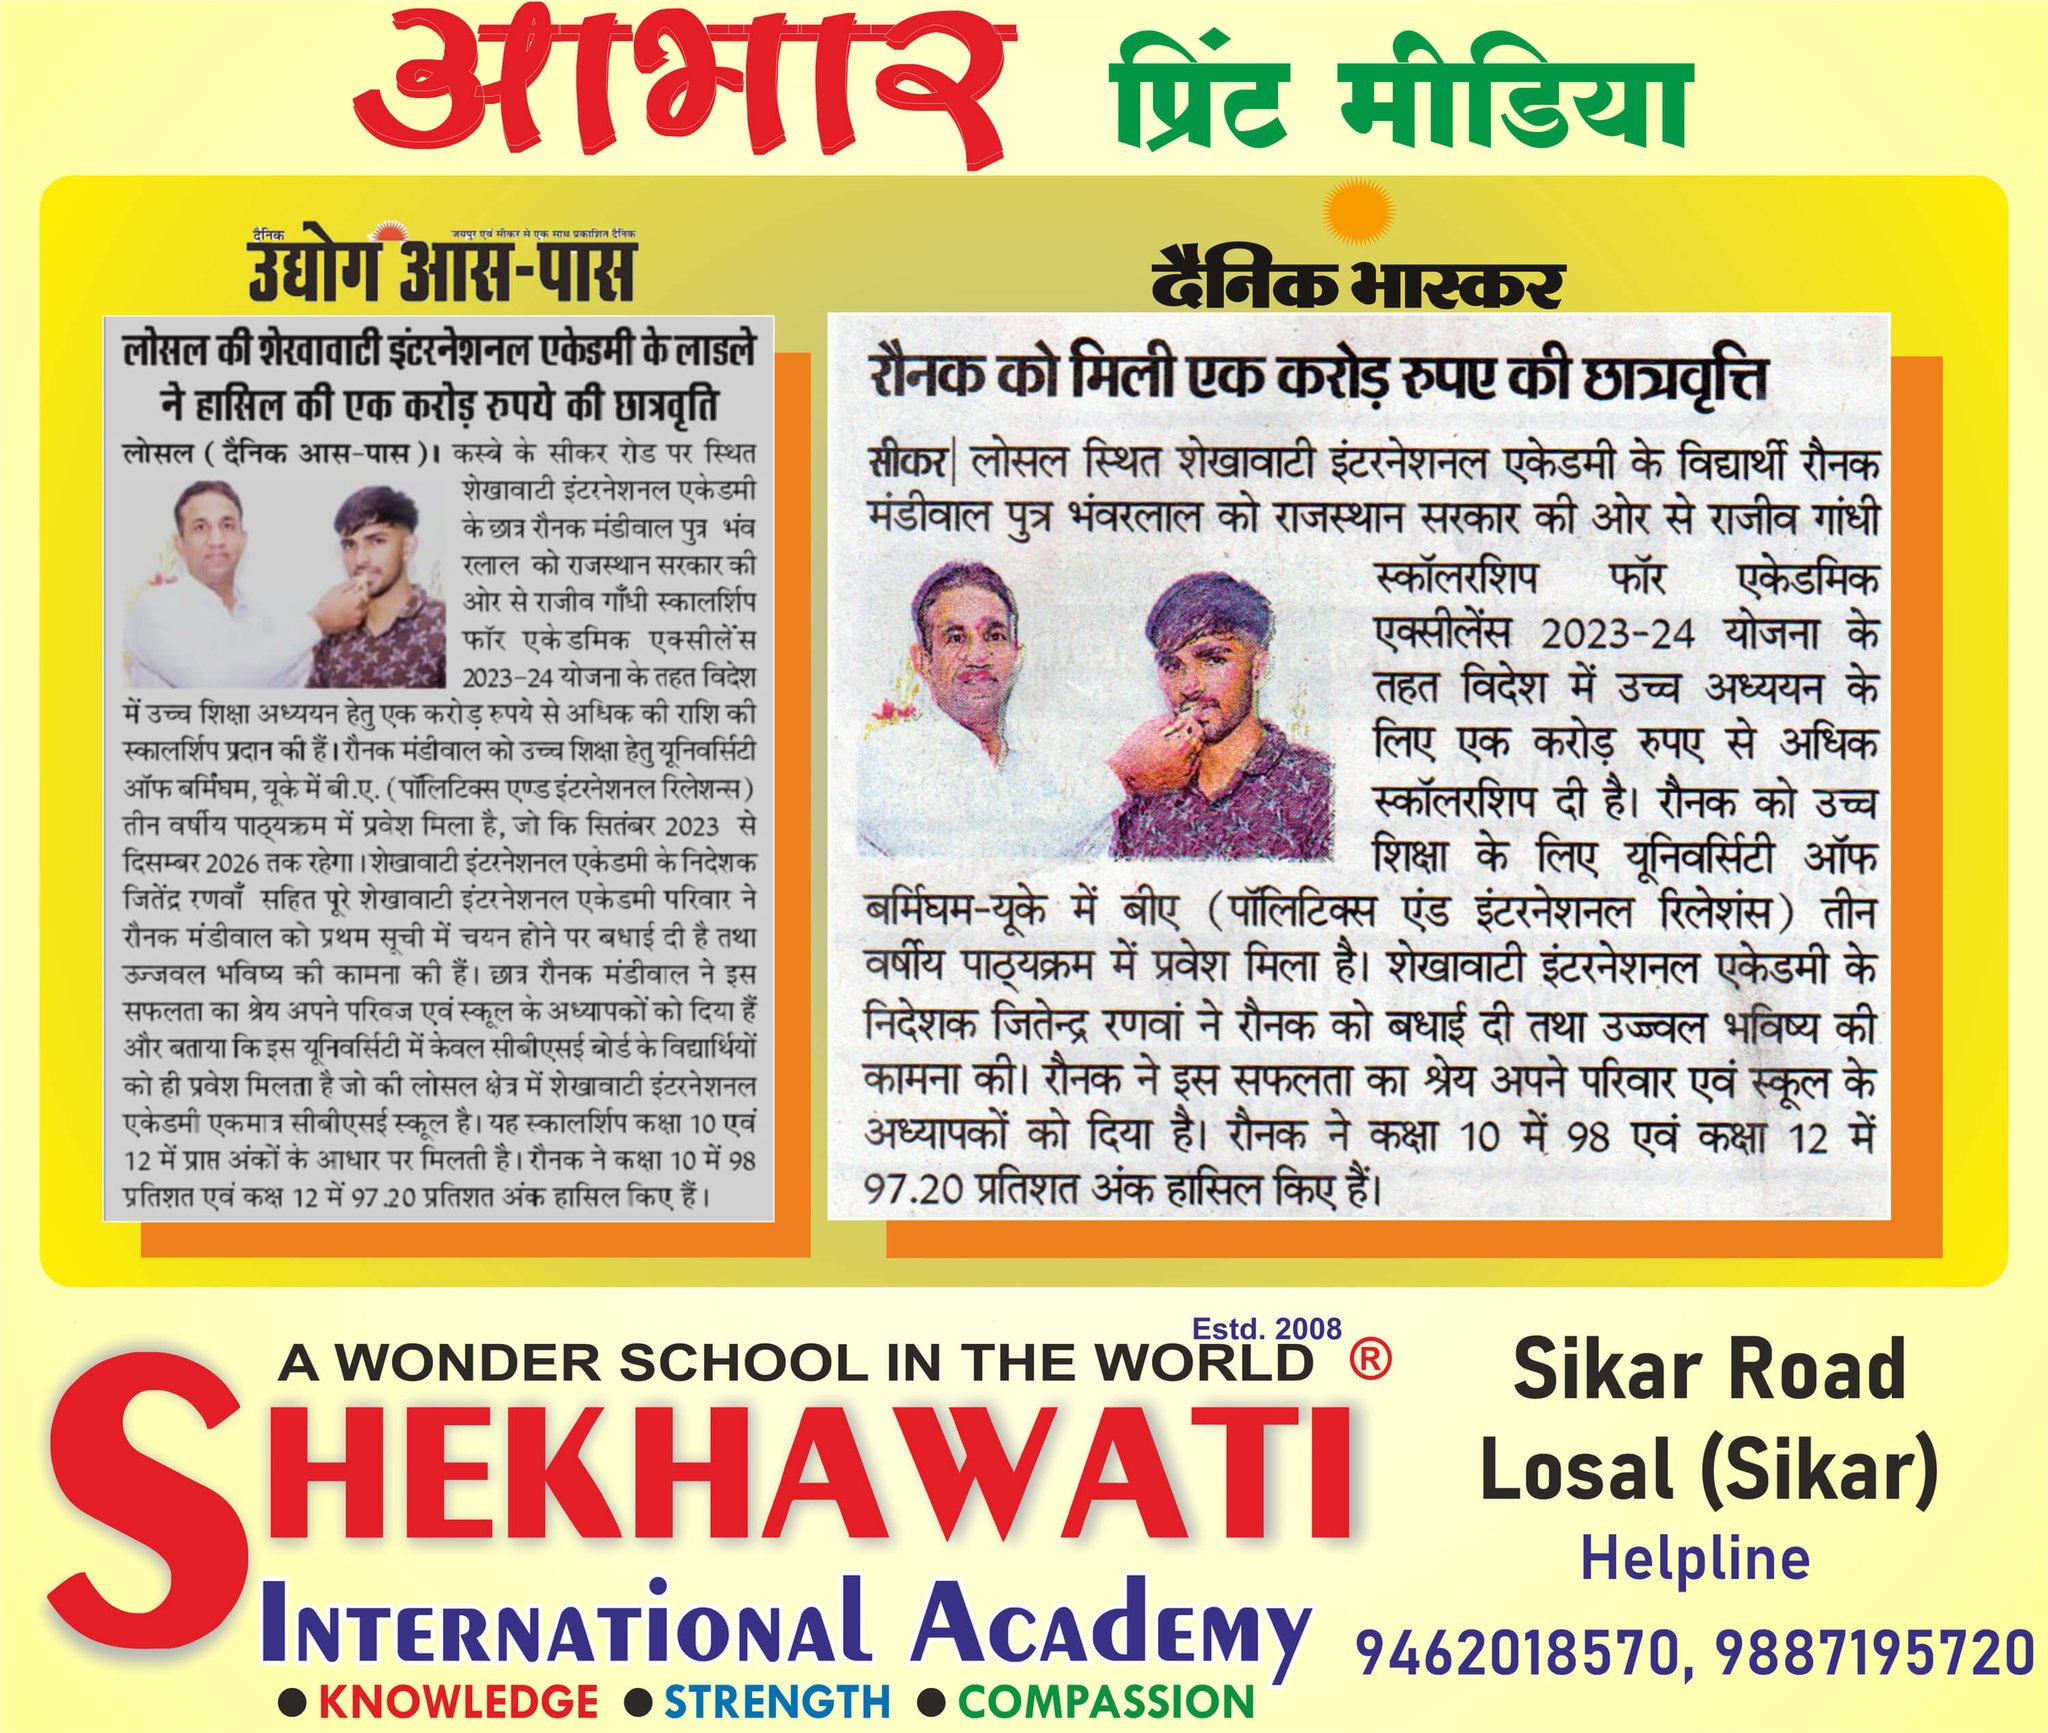 आभार प्रिंट मीडिया
दैनिक
जयपुर एवं सीकर से एक साथ प्रकाशित दैनिक
उद्योग आस-पास
लोसल की शेखावाटी इंटरनेशनल एकेडमी के लाडले
ने हासिल की एक करोड़ रुपये की छात्रवृति
लोसल ( दैनिक आस-पास )। कस्बे के सीकर रोड पर स्थित
शेखावाटी इंटरनेशनल एकेडमी
के छात्र रौनक मंडीवाल पुत्र भंव
रलाल को राजस्थान सरकार की
ओर से राजीव गाँधी स्कालर्शिप
फॉर एकेडमिक एक्सीलेंस
2023-24 योजना के तहत विदेश
में उच्च शिक्षा अध्ययन हेतु एक करोड़ रुपये से अधिक की राशि की
स्कालर्शिप प्रदान की हैं। रौनक मंडीवाल को उच्च शिक्षा हेतु यूनिवर्सिटी
ऑफ बर्मिंघम, यूके में बी.ए. ( पॉलिटिक्स एण्ड इंटरनेशनल रिलेशन्स )
तीन वर्षीय पाठ्यक्रम में प्रवेश मिला है, जो कि सितंबर 2023 से
दिसम्बर 2026 तक रहेगा। शेखावाटी इंटरनेशनल एकेडमी के निदेशक
जितेंद्र रणवाँ सहित पूरे शेखावाटी इंटरनेशनल एकेडमी परिवार ने
रौनक मंडीवाल को प्रथम सूची में चयन होने पर बधाई दी है तथा
उज्जवल भविष्य की कामना की हैं। छात्र रौनक मंडीवाल ने इस
सफलता का श्रेय अपने परिवज एवं स्कूल के अध्यापकों को दिया हैं
और बताया कि इस यूनिवर्सिटी में केवल सीबीएसई बोर्ड के विद्यार्थियों
को ही प्रवेश मिलता है जो की लोसल क्षेत्र में शेखावाटी इंटरनेशनल
एकेडमी एकमात्र सीबीएसई स्कूल है। यह स्कालर्शिप कक्षा 10 एवं
12 में प्राप्त अंकों के आधार पर मिलती है। रौनक ने कक्षा 10 में 98
प्रतिशत एवं कक्ष 12 में 97.20 प्रतिशत अंक हासिल किए हैं।
दैनिक भास्कर
रौनक को मिली एक करोड़ रुपए की छात्रवृत्ति
सीकर| लोसल स्थित शेखावाटी इंटरनेशनल एकेडमी के विद्यार्थी रौनक
मंडीवाल पुत्र भंवरलाल को राजस्थान सरकार की ओर से राजीव गांधी
स्कॉलरशिप फॉर एकेडमिक
एक्सीलेंस 2023-24 योजना के
तहत विदेश में उच्च अध्ययन के
लिए एक करोड़ रुपए से अधिक
स्कॉलरशिप दी है। रौनक को उच्च
शिक्षा के लिए यूनिवर्सिटी ऑफ
बर्मिंघम-यूके में बीए (पॉलिटिक्स एंड इंटरनेशनल रिलेशंस) तीन
वर्षीय पाठ्यक्रम में प्रवेश मिला है। शेखावाटी इंटरनेशनल एकेडमी के
निदेशक जितेन्द्र रणवां ने रौनक को बधाई दी तथा उज्ज्वल भविष्य की
कामना की। रौनक ने इस सफलता का श्रेय अपने परिवार एवं स्कूल के
अध्यापकों को दिया है। रौनक ने कक्षा 10 में 98 एवं कक्षा 12 में
97.20 प्रतिशत अंक हासिल किए हैं।
Estd. 2008
A WONDER SCHOOL IN THE WORLD ®
SHEKHAWATI
INTERNATIONAL ACADEMY
● KNOWLEDGE ● STRENGTH ● COMPASSION
Sikar Road
Losal (Sikar)
Helpline
9462018570, 9887195720